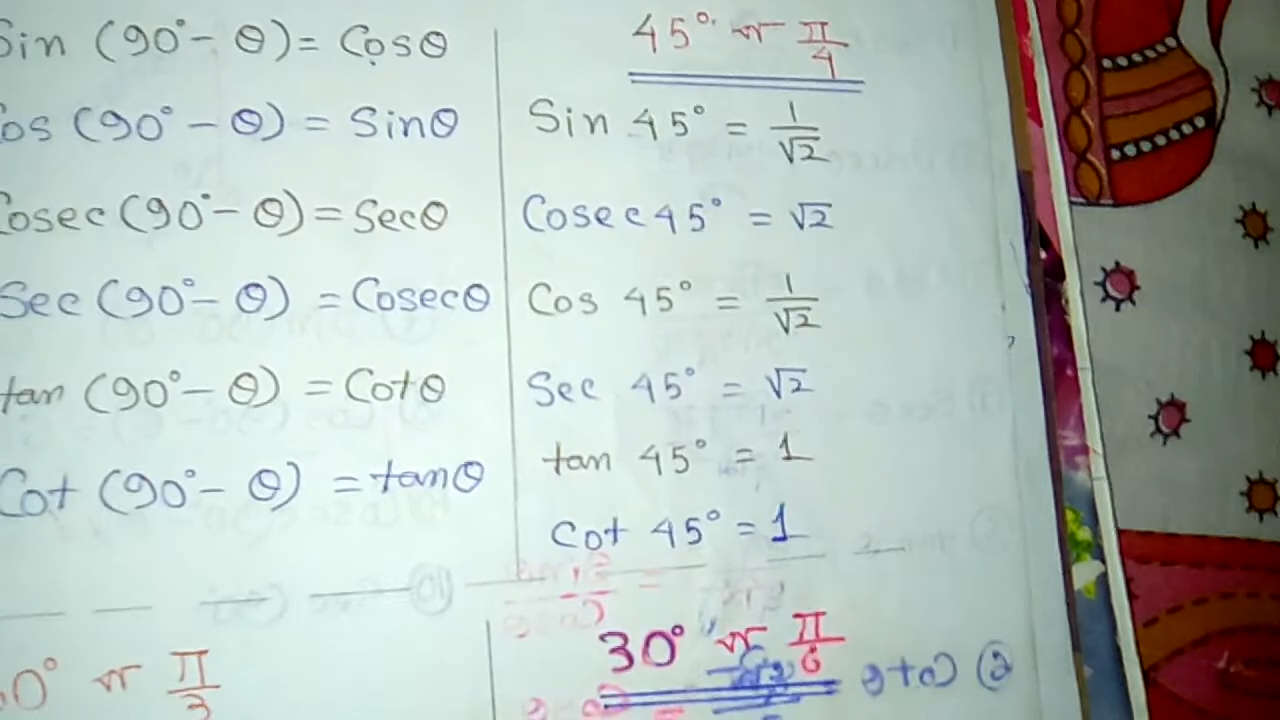 Sin (90° - θ) = Cosθ
Cos (90° - θ) = Sinθ
Cosec (90° - θ) = Secθ
Sec (90° - θ) = Cosecθ
tan (90° - θ) = Cotθ
Cot (90° - θ) = tanθ
45° বা π/4
Sin 45° = 1/√2
Cosec 45° = √2
Cos 45° = 1/√2
Sec 45° = √2
tan 45° = 1
Cot 45° = 1
0° বা π/3
30° বা π/6